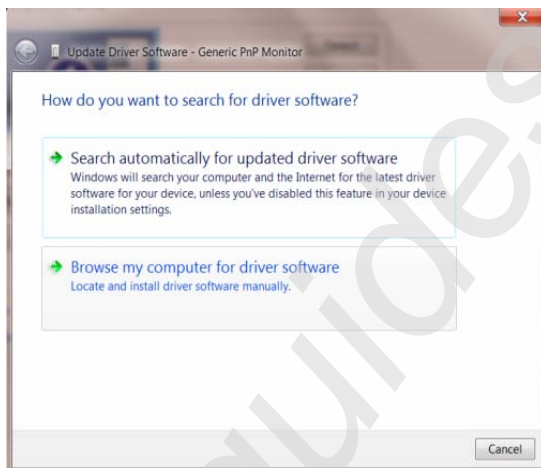 Update Driver Software - Generic PnP Monitor
How do you want to search for driver software?
Search automatically for updated driver software
Windows will search your computer and the Internet for the latest driver
software for your device, unless you've disabled this feature in your device
installation settings.
Browse my computer for driver software
Locate and install driver software manually.
Cancel